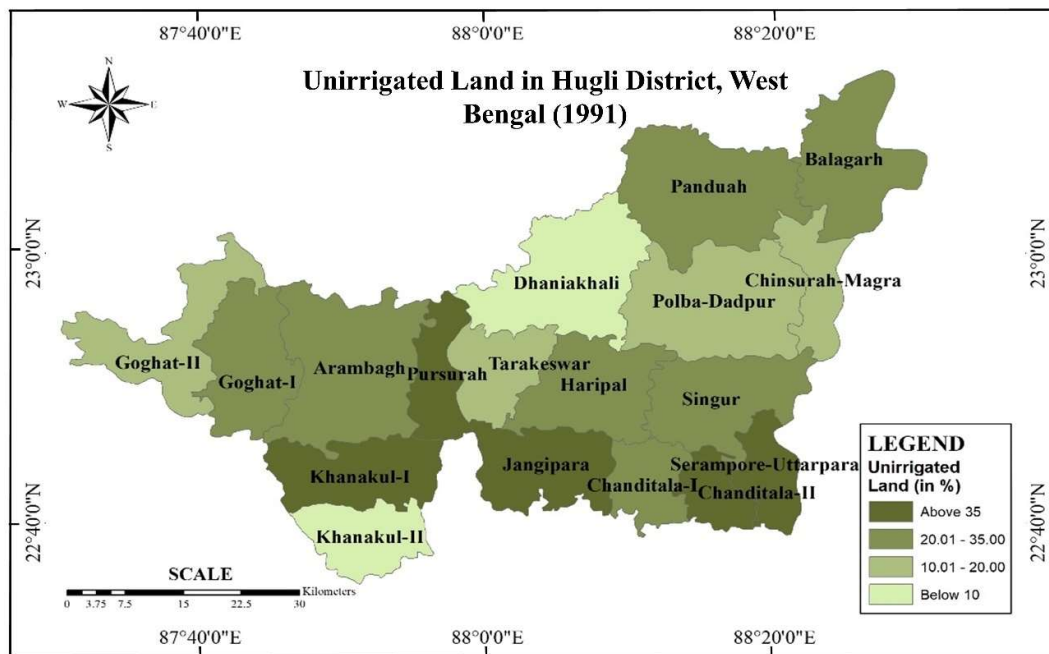 87°40'0"E 88°0'0"E 88°20'0"E
Unirrigated Land in Hugli District, West
Bengal (1991)
N
W E
S
Balagarh
Panduah
23°0'0"N
23°0'0"N
Dhaniakhali
Chinsurah-Magra
Polba-Dadpur
Goghat-II
Goghat-I
Arambagh
Pursurah
Tarakeswar
Haripal
Singur
Khanakul-I
Jangipara
Serampore-Uttarpara
Chanditala-I
Chanditala-II
Khanakul-II
22°40'0"N
22°40'0"N
LEGEND
Unirrigated
Land (in %)
Above 35
20.01 - 35.00
10.01 - 20.00
Below 10
SCALE
Kilometers
0 3.75 7.5 15 22.5 30
87°40'0"E 88°0'0"E 88°20'0"E